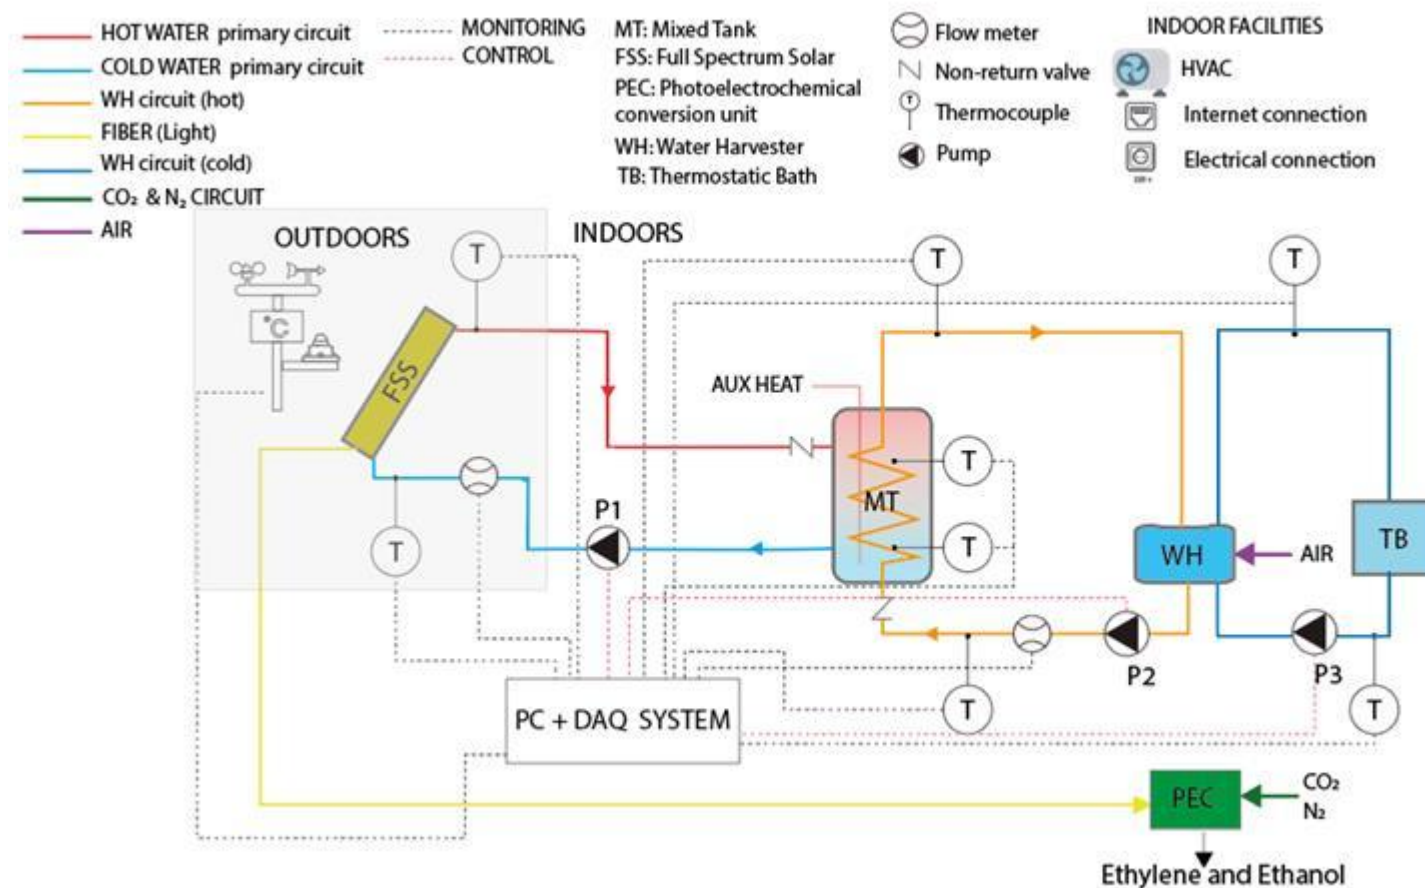 HOT WATER primary circuit
COLD WATER primary circuit
WH circuit (hot)
FIBER (Light)
WH circuit (cold)
CO₂ & N₂ CIRCUIT
AIR
MONITORING
CONTROL
MT: Mixed Tank
FSS: Full Spectrum Solar
PEC: Photoelectrochemical
conversion unit
WH: Water Harvester
TB: Thermostatic Bath
Flow meter
Non-return valve
T
Thermocouple
Pump
INDOOR FACILITIES
HVAC
Internet connection
Electrical connection
OUTDOORS
INDOORS
T
T
T
°C
FSS
AUX HEAT
T
MT
P1
T
T
WH
AIR
TB
P2
P3
T
T
PC + DAQ SYSTEM
PEC
CO₂
N₂
Ethylene and Ethanol